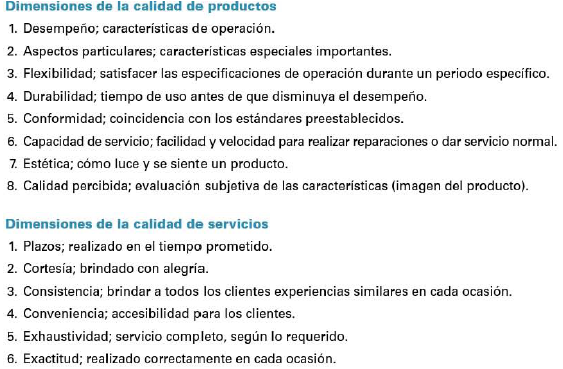 Dimensiones de la calidad de productos
1. Desempeño; características de operación.
2. Aspectos particulares; características especiales importantes.
3. Flexibilidad; satisfacer las especificaciones de operación durante un periodo específico.
4. Durabilidad; tiempo de uso antes de que disminuya el desempeño.
5. Conformidad; coincidencia con los estándares preestablecidos.
6. Capacidad de servicio; facilidad y velocidad para realizar reparaciones o dar servicio normal.
7. Estética; cómo luce y se siente un producto.
8. Calidad percibida; evaluación subjetiva de las características (imagen del producto).
Dimensiones de la calidad de servicios
1. Plazos; realizado en el tiempo prometido.
2. Cortesía; brindado con alegría.
3. Consistencia; brindar a todos los clientes experiencias similares en cada ocasión.
4. Conveniencia; accesibilidad para los clientes.
5. Exhaustividad; servicio completo, según lo requerido.
6. Exactitud; realizado correctamente en cada ocasión.